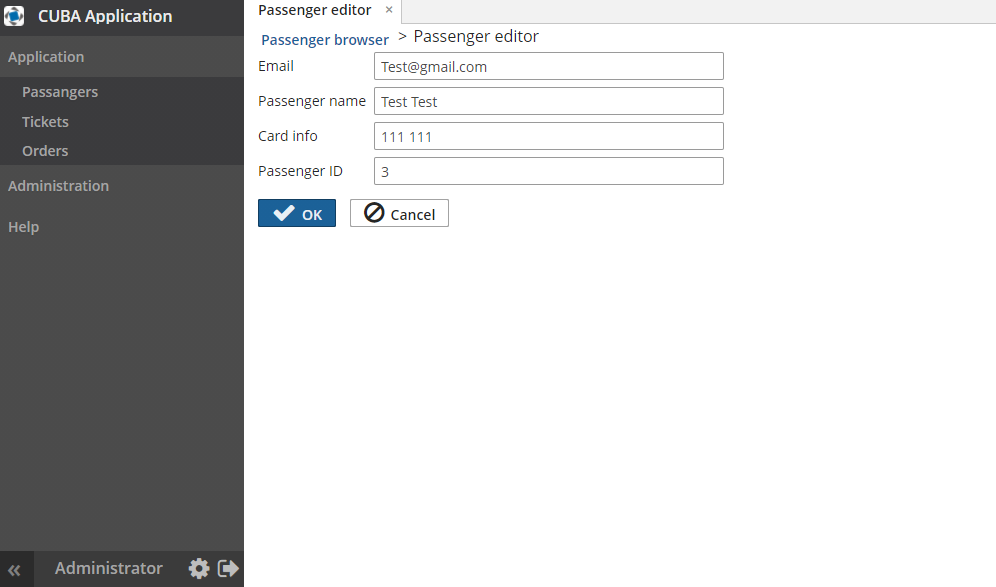 CUBA Application
Application
Passangers
Tickets
Orders
Administration
Help
« Administrator
Passenger editor ×
Passenger browser > Passenger editor
Email Test@gmail.com
Passenger name Test Test
Card info 111 111
Passenger ID 3
OK Cancel